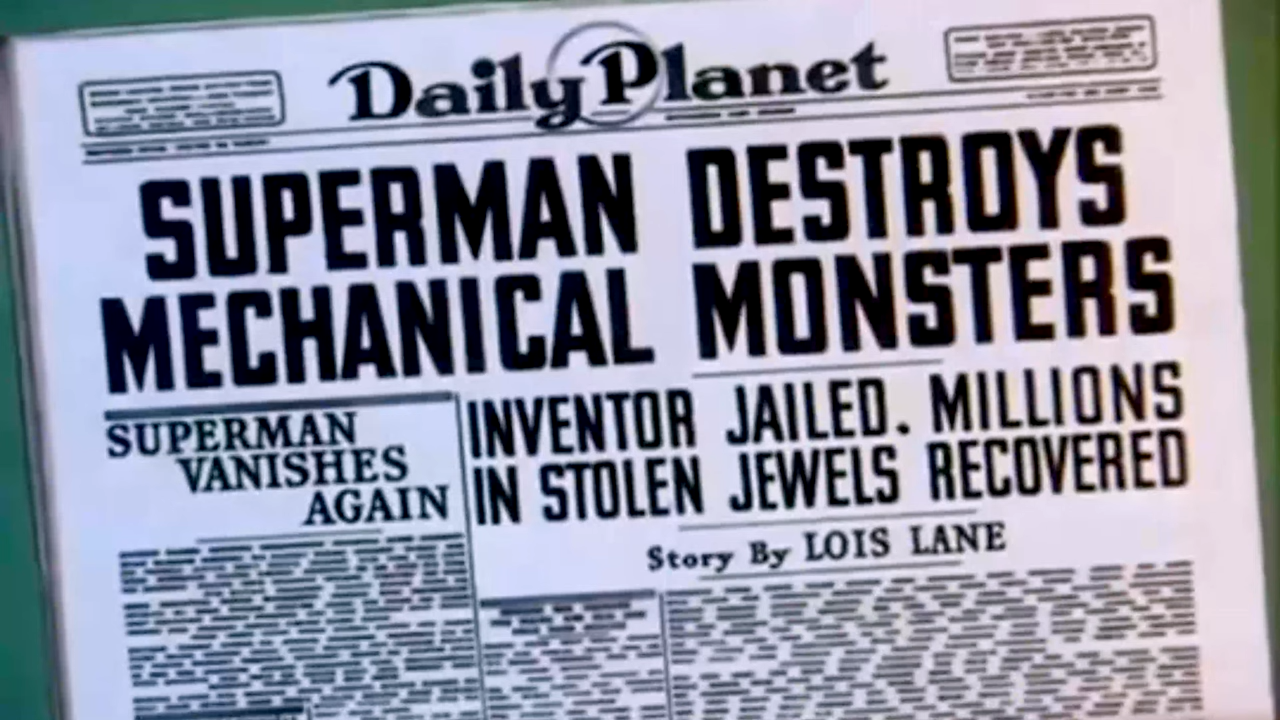 Daily Planet
SUPERMAN DESTROYS
MECHANICAL MONSTERS
SUPERMAN
VANISHES
AGAIN
INVENTOR JAILED. MILLIONS
IN STOLEN JEWELS RECOVERED
Story By LOIS LANE